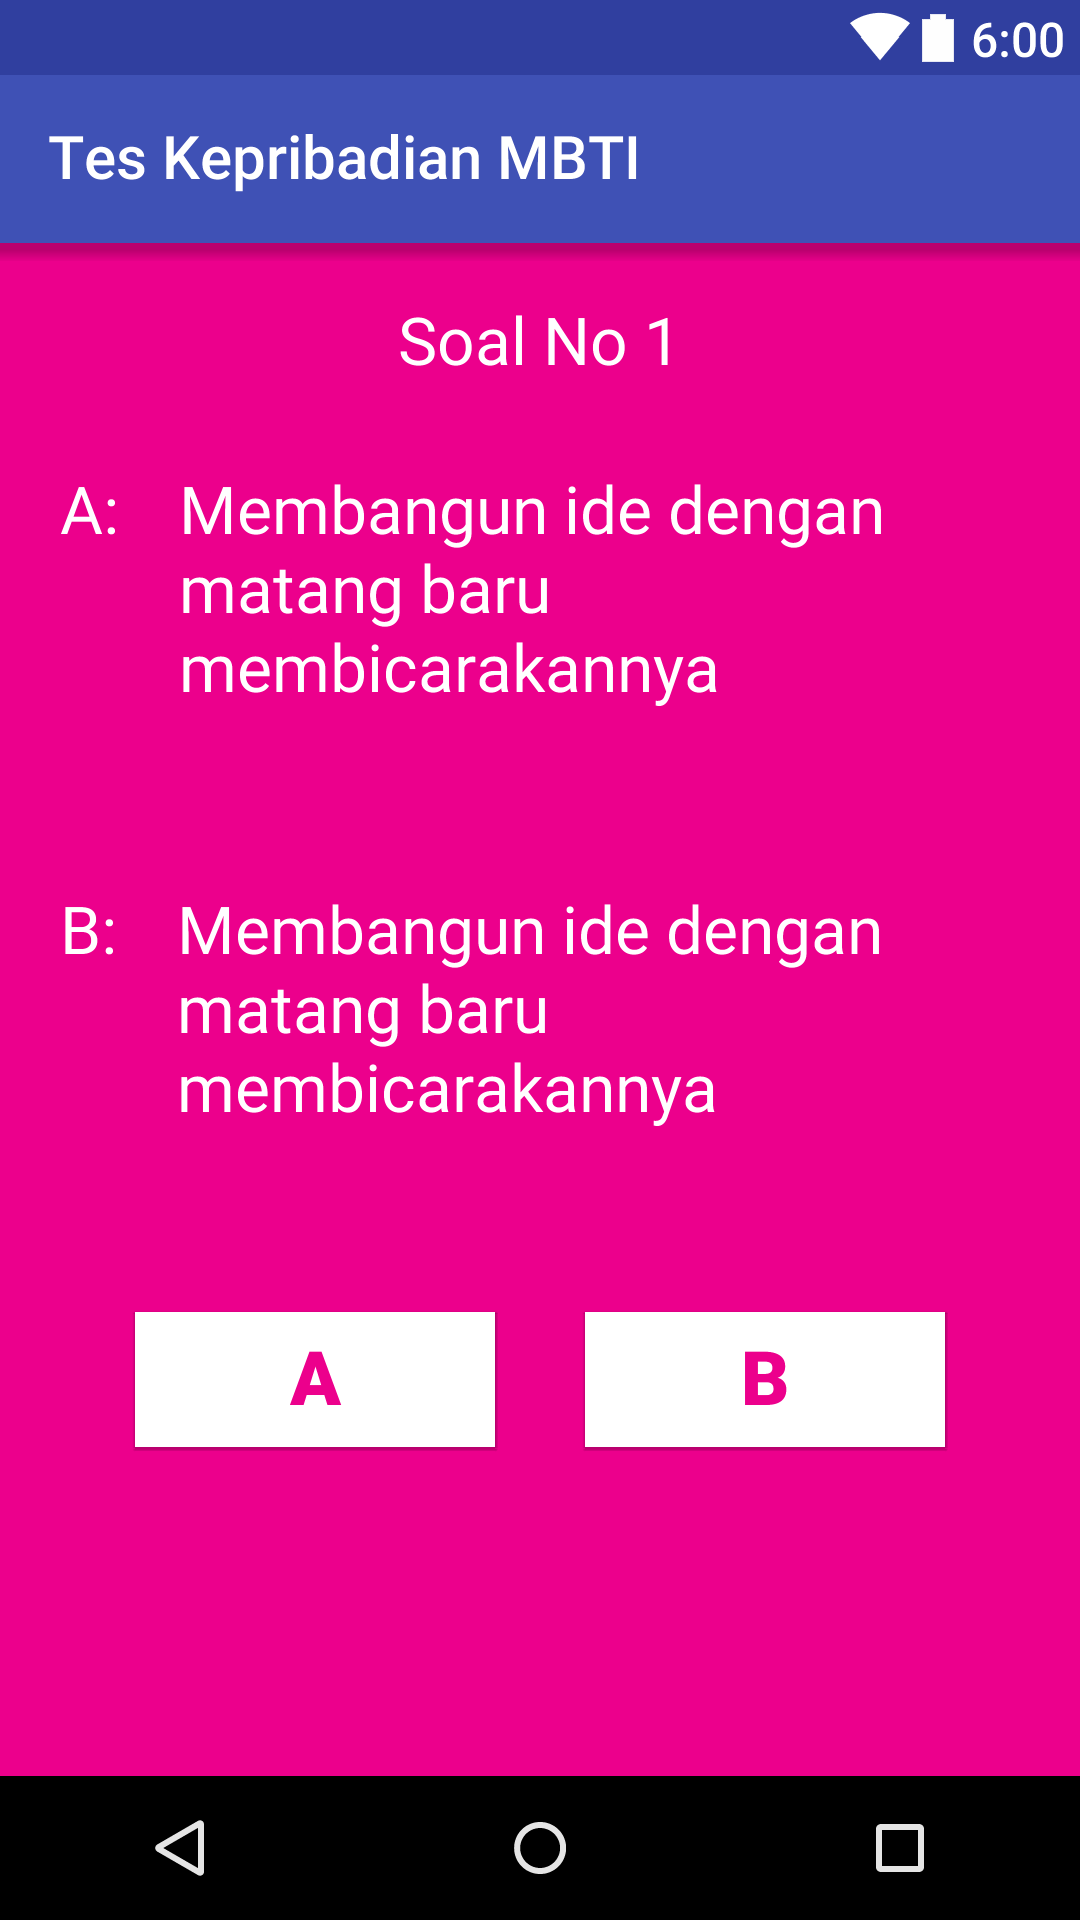 6:00
Tes Kepribadian MBTI
Soal No 1
A: Membangun ide dengan
matang baru
membicarakannya
B: Membangun ide dengan
matang baru
membicarakannya
A B